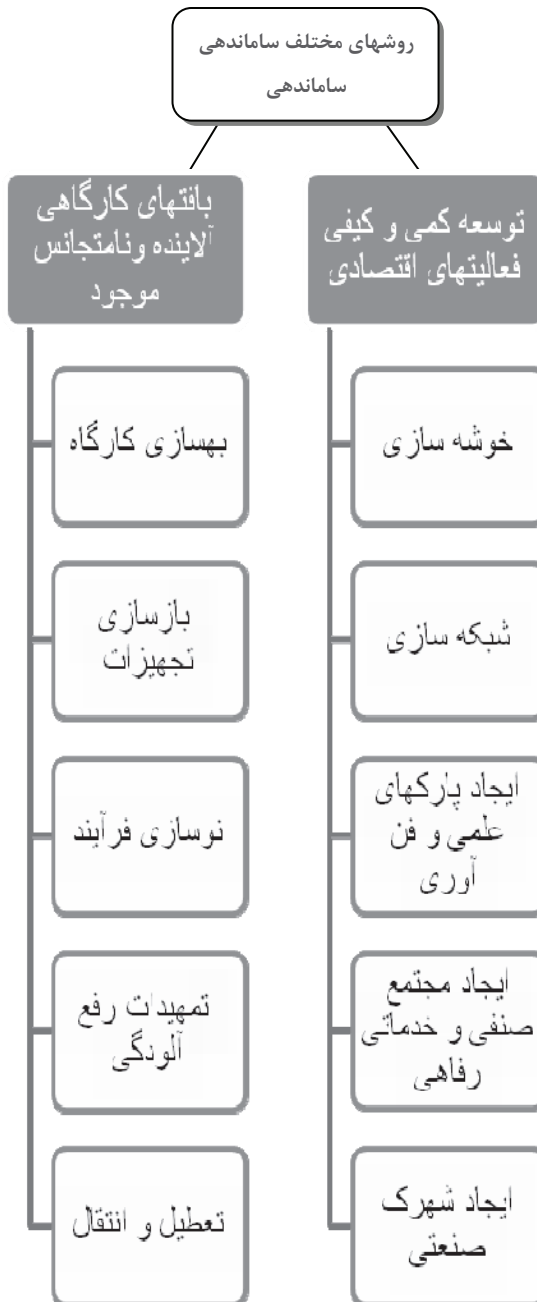 روشهای مختلف ساماندهی
ساماندهی
توسعه کمی و کیفی
فعالیتهای اقتصادی
خوشه سازی
شبکه سازی
ایجاد پارکهای
علمی و فن
آوری
ایجاد مجتمع
صنفی و خدماتی
رفاهی
ایجاد شهرک
صنعتی
بافتهای کارگاهی
آلاینده ونامتجانس
موجود
بهسازی کارگاه
بازسازی
تجهیزات
نوسازی فرآیند
تمهیدات رفع
آلودگی
تعطیل و انتقال